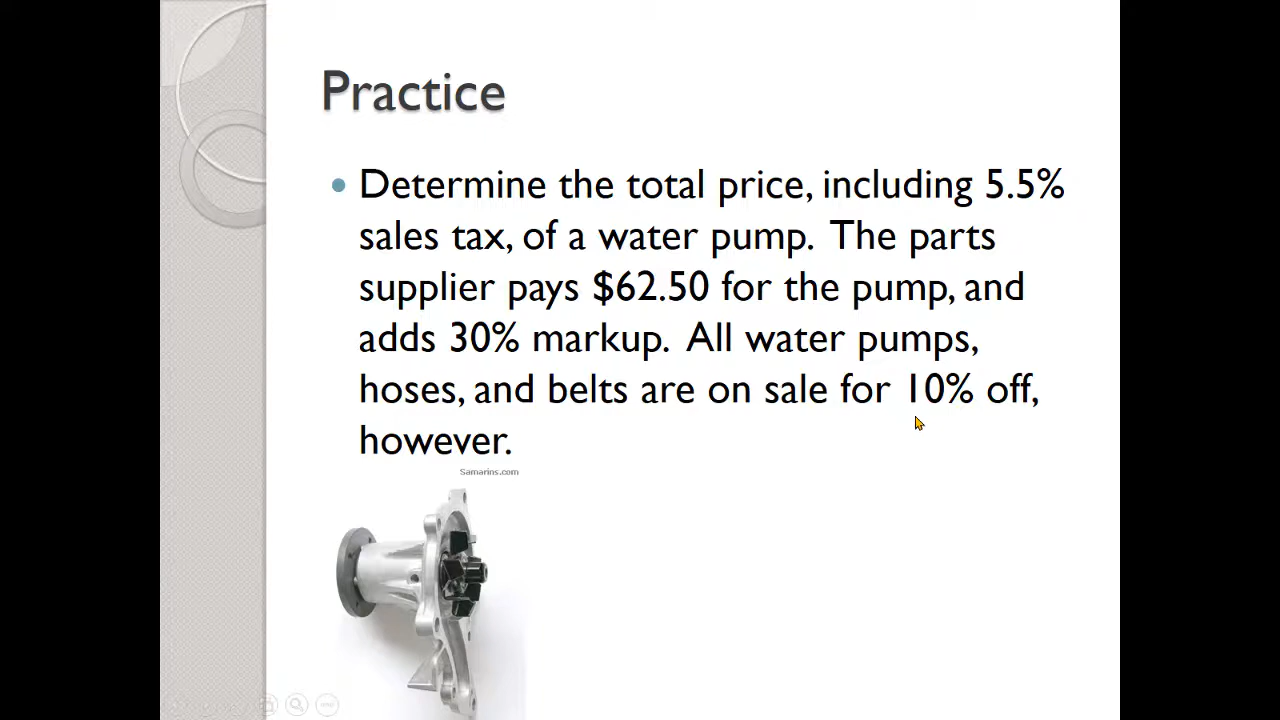 Practice
Determine the total price, including 5.5%
sales tax, of a water pump. The parts
supplier pays $62.50 for the pump, and
adds 30% markup. All water pumps,
hoses, and belts are on sale for 10% off,
however.
Samarins.com